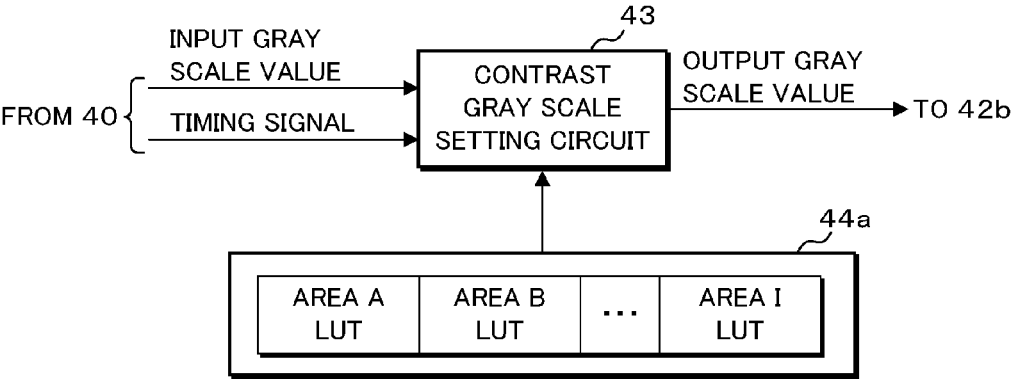 INPUT GRAY
SCALE VALUE
FROM 40
TIMING SIGNAL
43
CONTRAST
GRAY SCALE
SETTING CIRCUIT
OUTPUT GRAY
SCALE VALUE
TO 42b
44a
AREA A
LUT
AREA B
LUT
...
AREA I
LUT